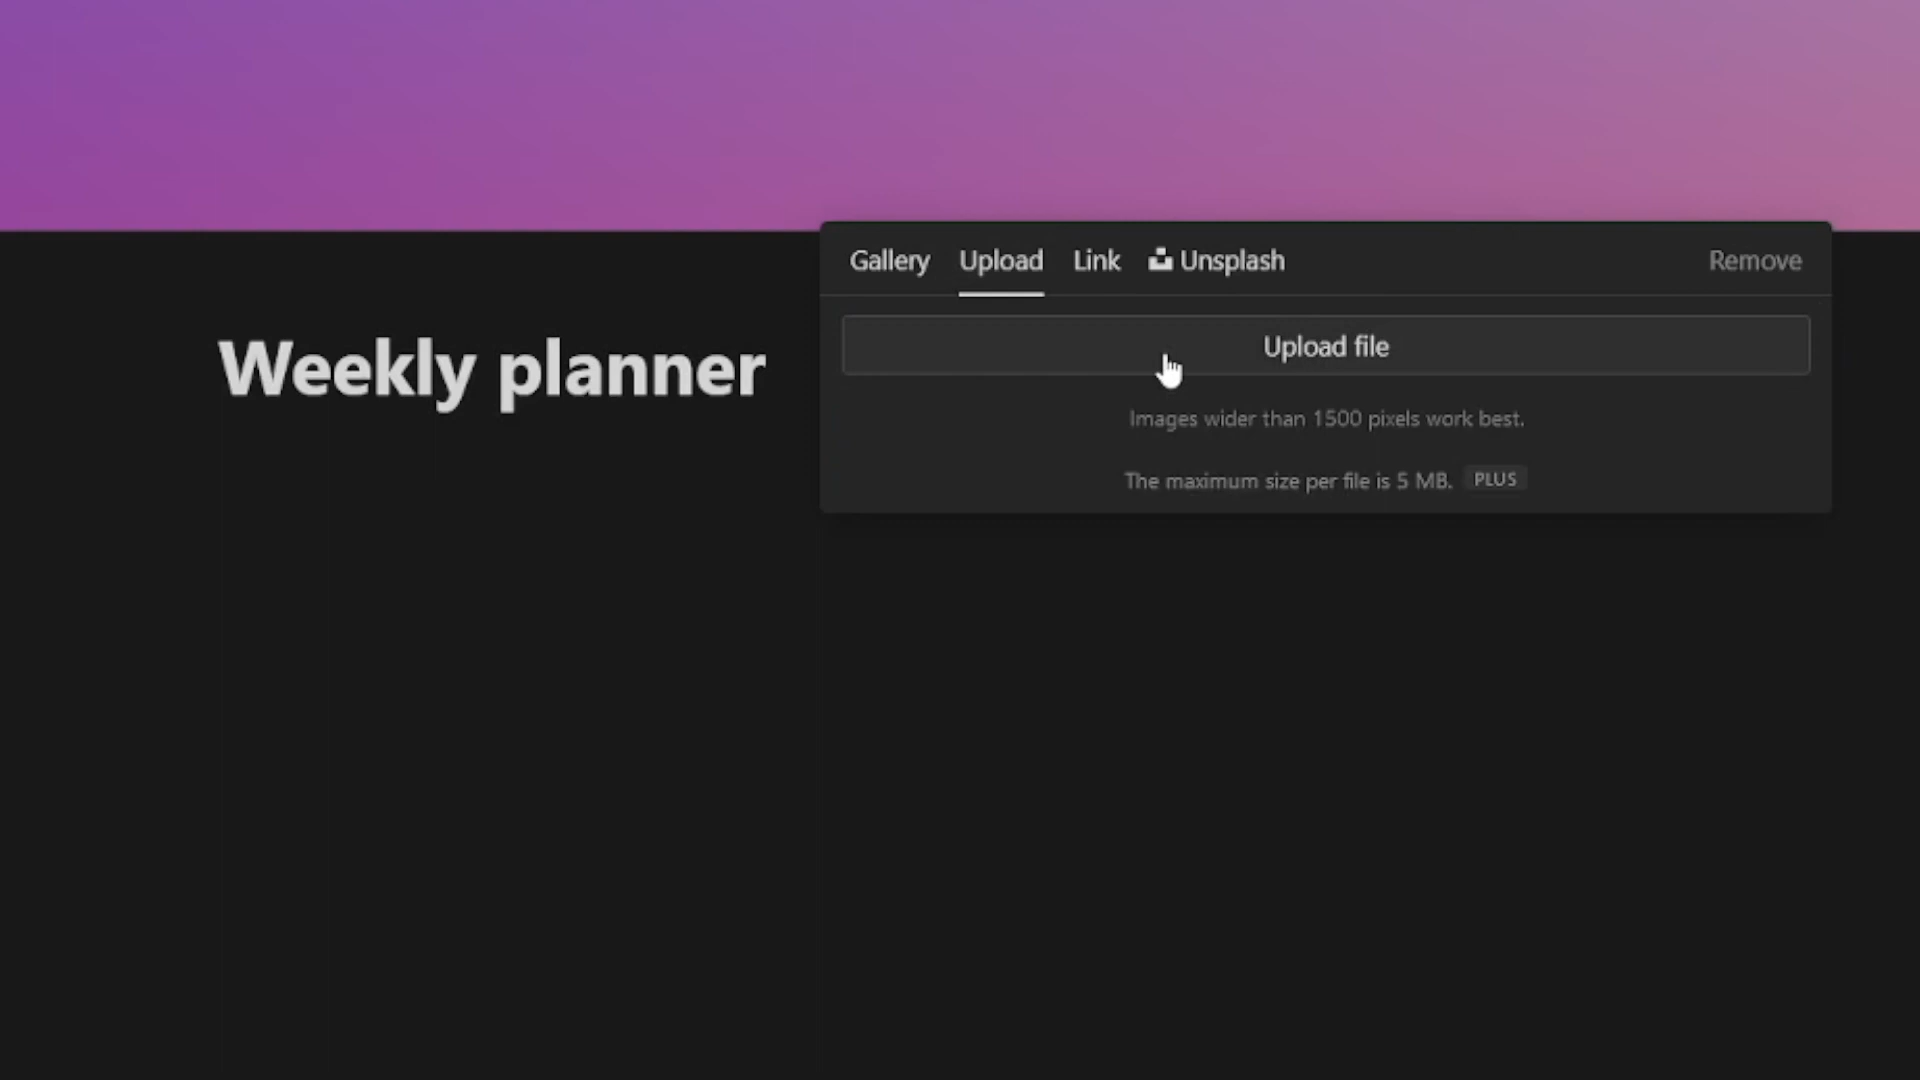 Gallery Upload Link Unsplash Remove
Weekly planner
Upload file
Images wider than 1500 pixels work best.
The maximum size per file is 5 MB. PLUS